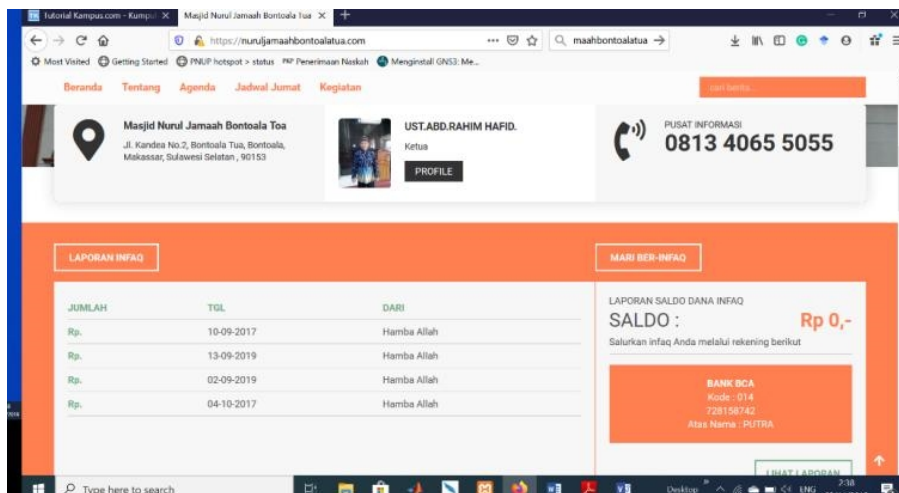 Tutorial Kampus.com - Kumpul
Masjid Nurul Jamaah Bontoala Tua
https://nuruljamaahbontoalatua.com
maahbontoalatua
Most Visited
Getting Started
PNUP hotspot > status
Penerimaan Naskah
Menginstall GNS3: Me...
Beranda
Tentang
Agenda
Jadwal Jumat
Kegiatan
cari berita...
Masjid Nurul Jamaah Bontoala Toa
Jl. Kandea No.2, Bontoala Tua, Bontoala,
Makassar, Sulawesi Selatan , 90153
UST.ABD.RAHIM HAFID.
Ketua
PROFILE
PUSAT INFORMASI
0813 4065 5055
LAPORAN INFAQ
JUMLAH TGL DARI
Rp. 10-09-2017 Hamba Allah
Rp. 13-09-2019 Hamba Allah
Rp. 02-09-2019 Hamba Allah
Rp. 04-10-2017 Hamba Allah
MARI BER-INFAQ
LAPORAN SALDO DANA INFAQ
SALDO : Rp 0,-
Salurkan infaq Anda melalui rekening berikut
BANK BCA
Kode : 014
728158742
Atas Nama : PUTRA
LIHAT LAPORAN
Type here to search
Desktop
ENG
2:38